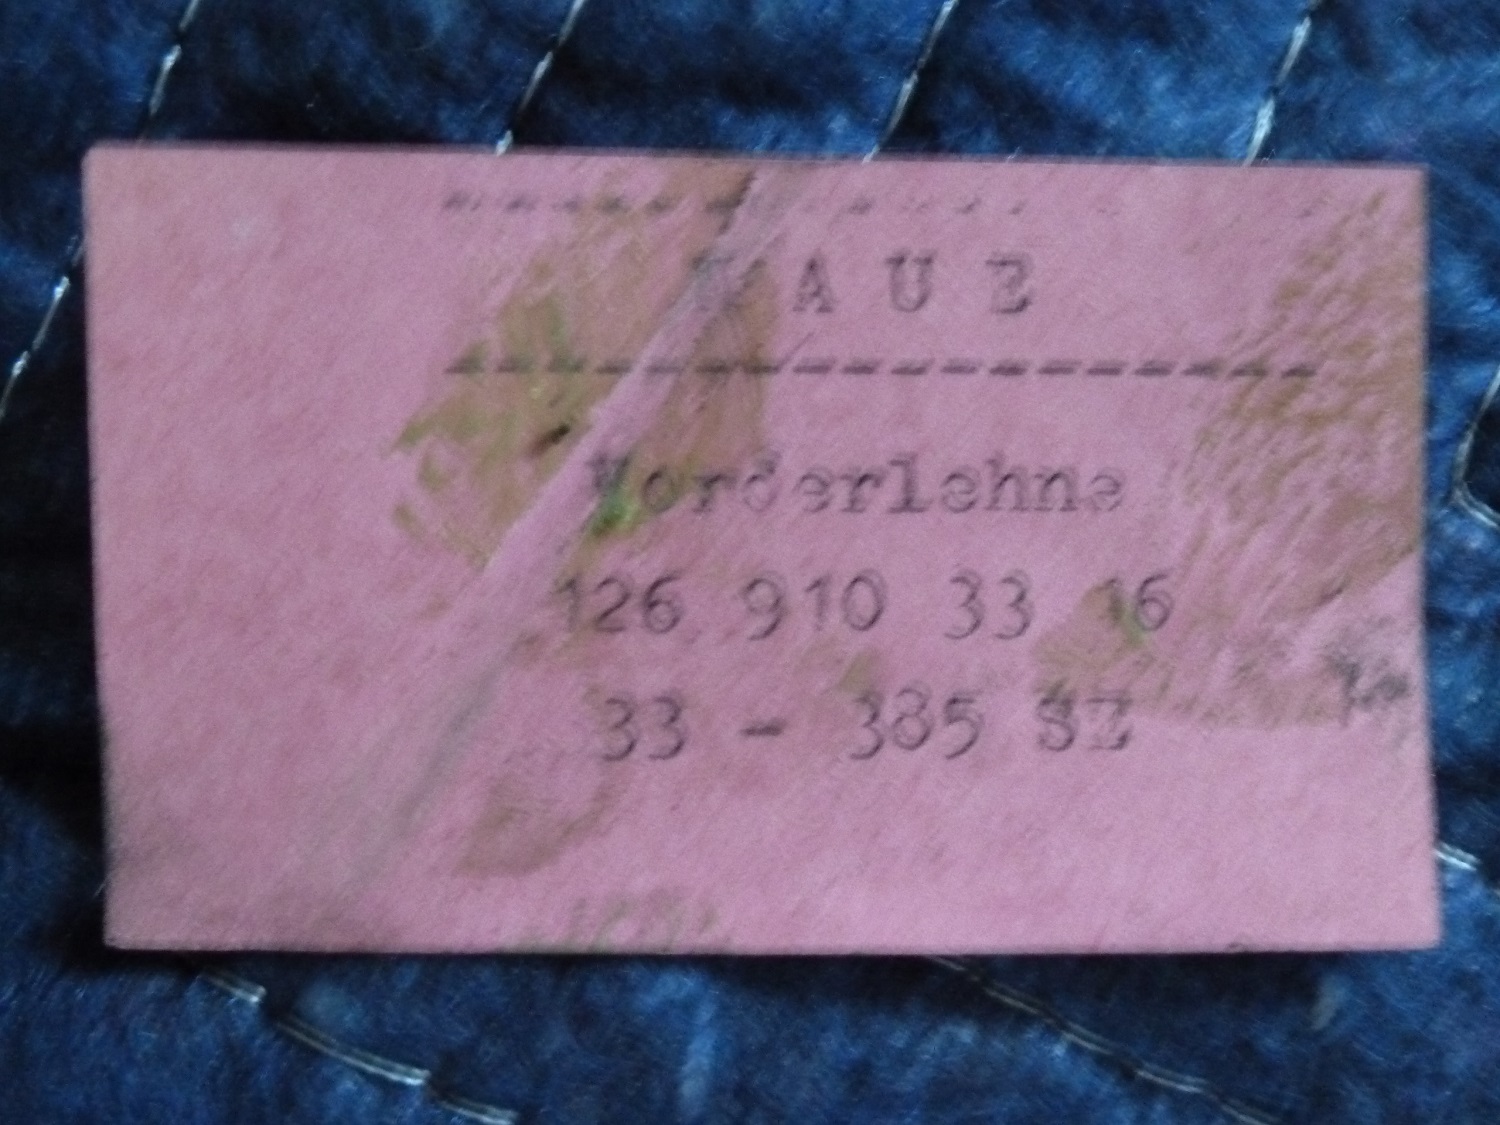 N A U E
Vorderlehne
126 910 33 16
33 - 385 SZ